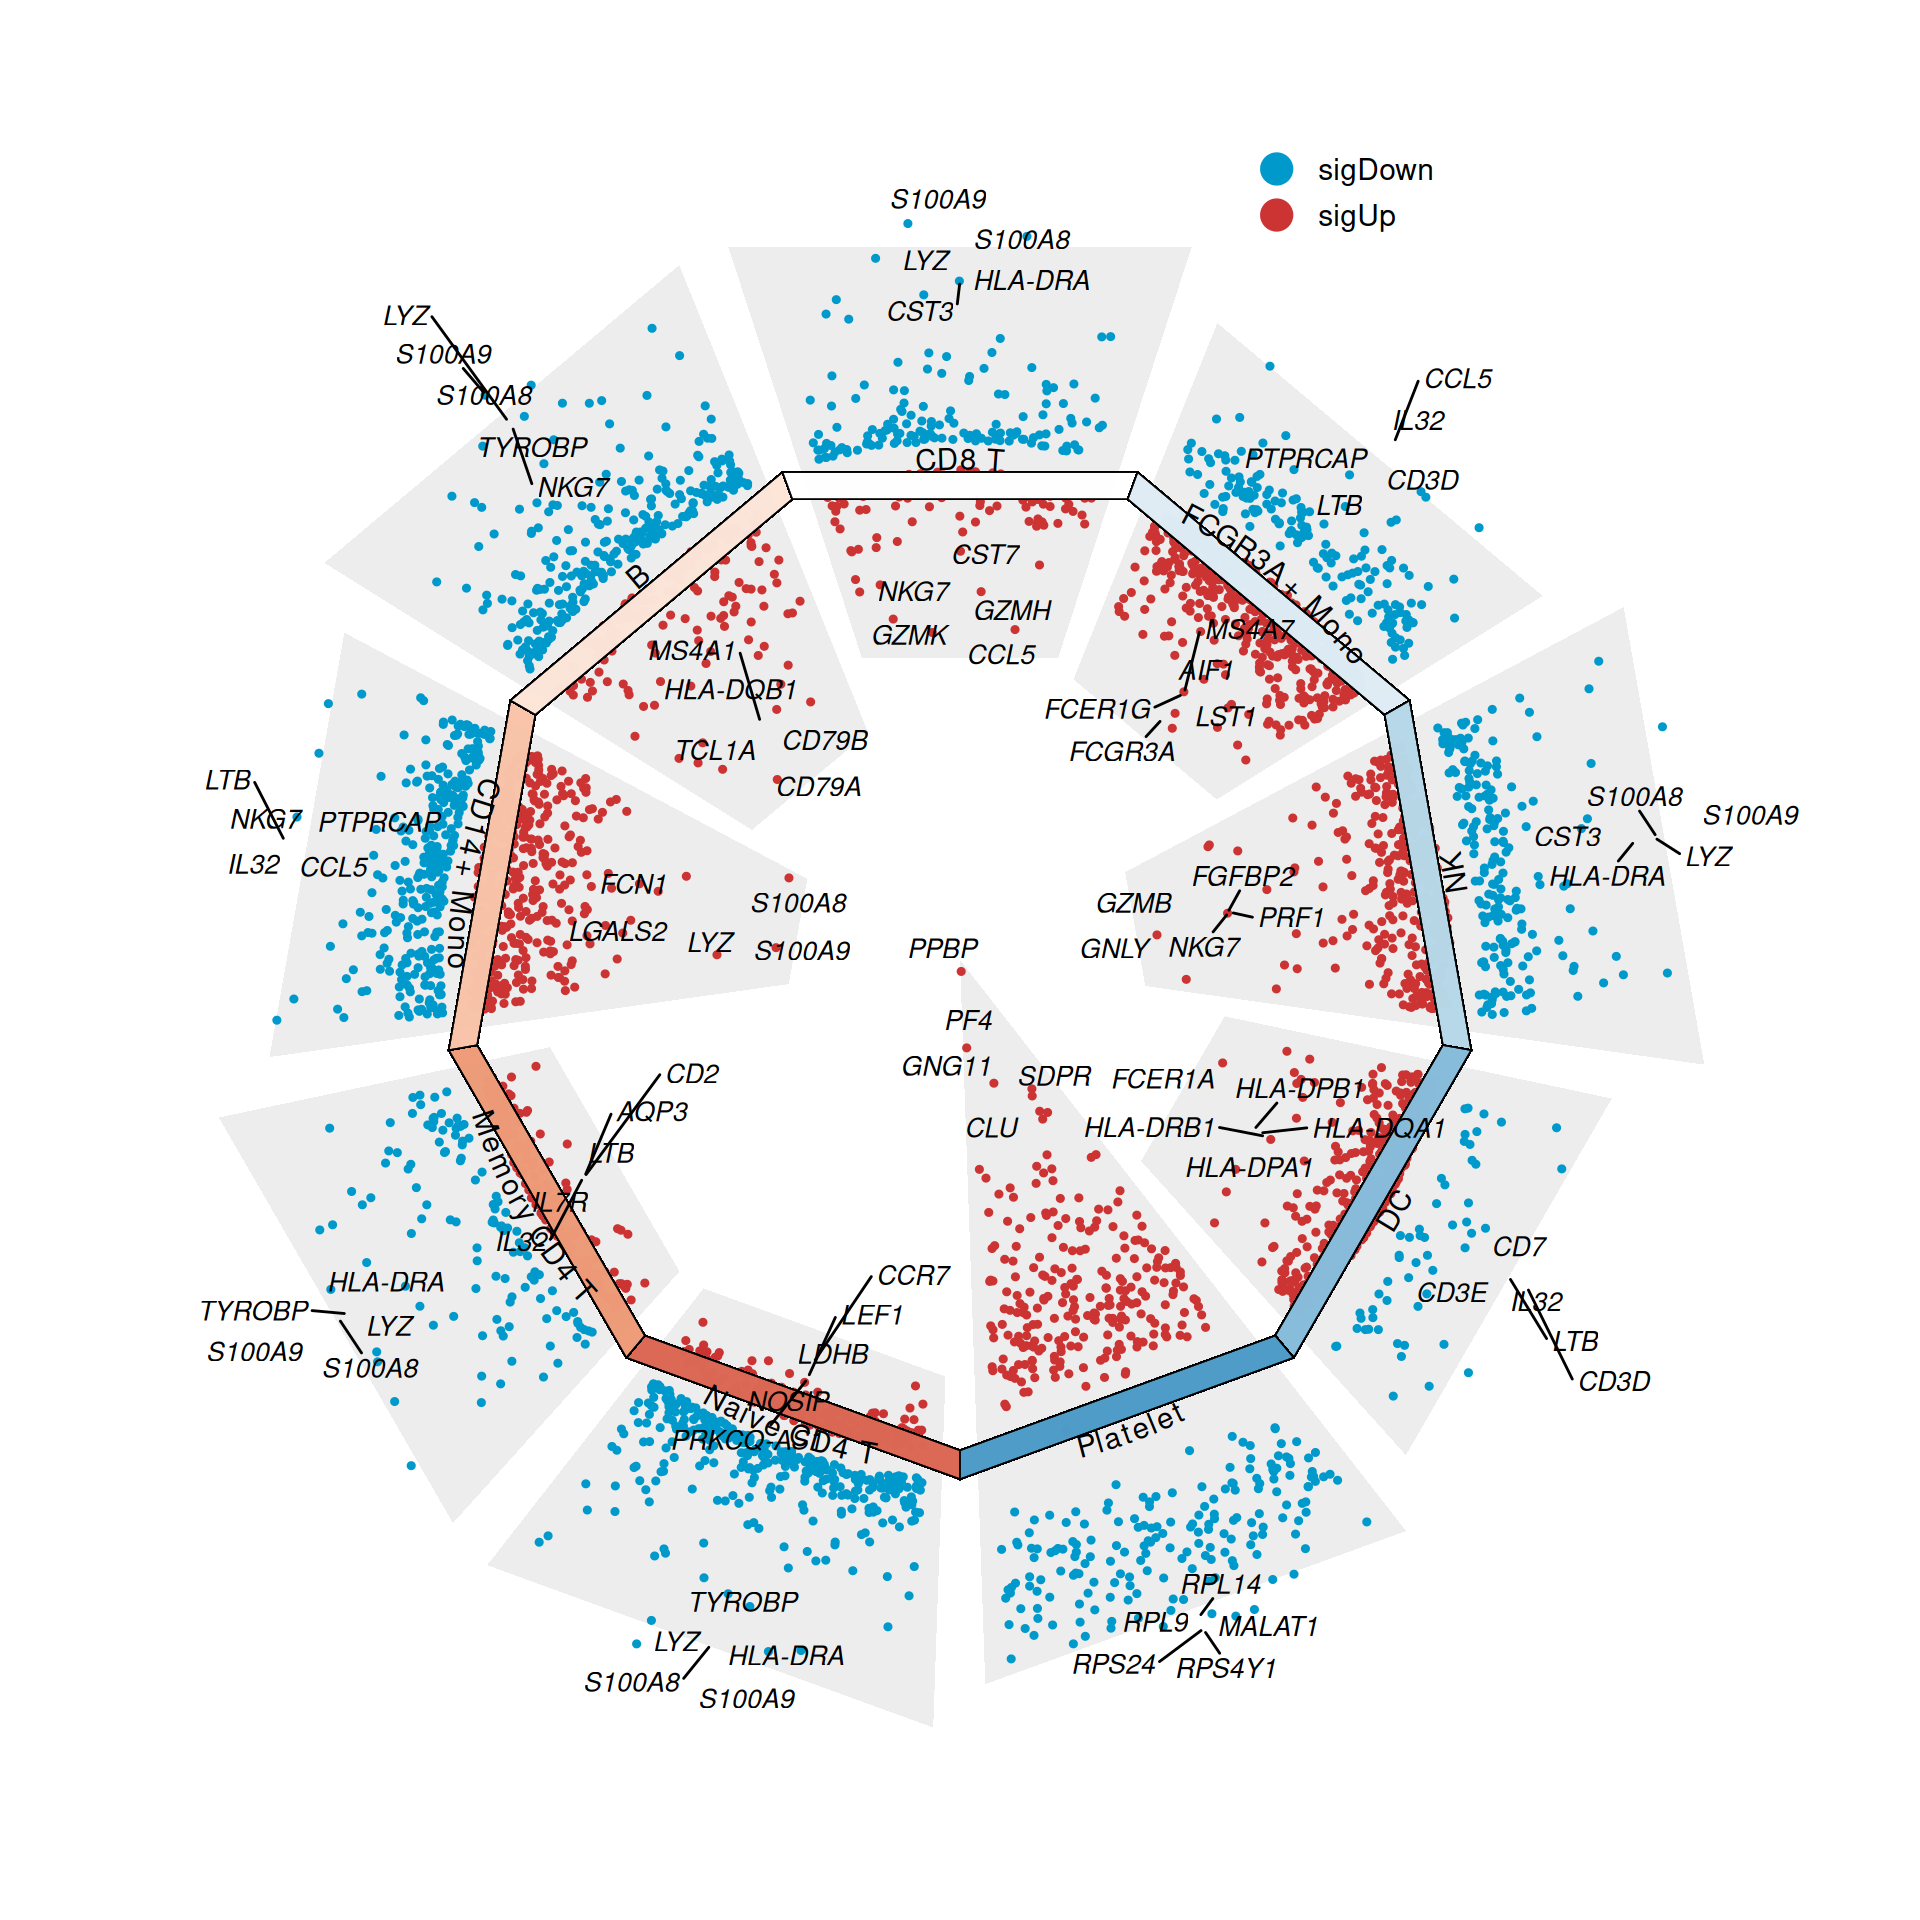 sigDown
sigUp
S100A9
S100A8
LYZ
HLA-DRA
CST3
CD8 T
CST7
NKG7
GZMH
GZMK
CCL5
CCL5
IL32
PTPRCAP
CD3D
LTB
FCGR3A+ Mono
MS4A7
AIF1
FCER1G
LST1
FCGR3A
S100A8
S100A9
CST3
LYZ
HLA-DRA
NK
FGFBP2
GZMB
PRF1
GNLY
NKG7
FCER1A
HLA-DPB1
HLA-DRB1
HLA-DQA1
HLA-DPA1
DC
CD7
CD3E
IL32
LTB
CD3D
PPBP
PF4
GNG11
SDPR
CLU
Platelet
RPL14
RPL9
MALAT1
RPS24
RPS4Y1
CCR7
LEF1
LDHB
NOSIP
PRKCQ-AS1
Naive CD4 T
TYROBP
LYZ
HLA-DRA
S100A8
S100A9
CD2
AQP3
LTB
IL7R
IL32
Memory CD4 T
HLA-DRA
TYROBP
LYZ
S100A9
S100A8
LTB
NKG7
PTPRCAP
IL32
CCL5
CD14+ Mono
FCN1
S100A8
LGALS2
LYZ
S100A9
LYZ
S100A9
S100A8
TYROBP
NKG7
B
MS4A1
HLA-DQB1
TCL1A
CD79B
CD79A